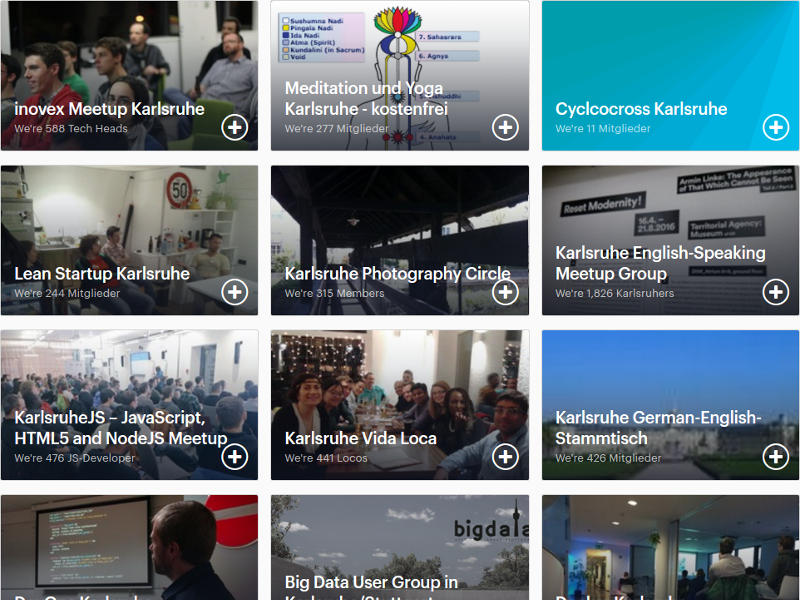 inovex Meetup Karlsruhe
We're 588 Tech Heads
Sushumna Nadi
Pingala Nadi
Ida Nadi
Atma (Spirit)
Kundalini (in Sacrum)
Void
7. Sahasrara
6. Agnya
4. Anahata
Meditation und Yoga
Karlsruhe - kostenfrei
We're 277 Mitglieder
Cyclcocross Karlsruhe
We're 11 Mitglieder
50
Lean Startup Karlsruhe
We're 244 Mitglieder
Karlsruhe Photography Circle
We're 315 Members
Armin Linke: The Appearance
of That Which Cannot Be Seen
Reset Modernity!
16.4. –
21.8.2016
Territorial Agency:
Museum
Karlsruhe English-Speaking
Meetup Group
We're 1,826 Karlsruhers
KarlsruheJS – JavaScript,
HTML5 and NodeJS Meetup
We're 476 JS-Developer
Karlsruhe Vida Loca
We're 441 Locos
Karlsruhe German-English-
Stammtisch
We're 426 Mitglieder
bigdata
Big Data User Group in